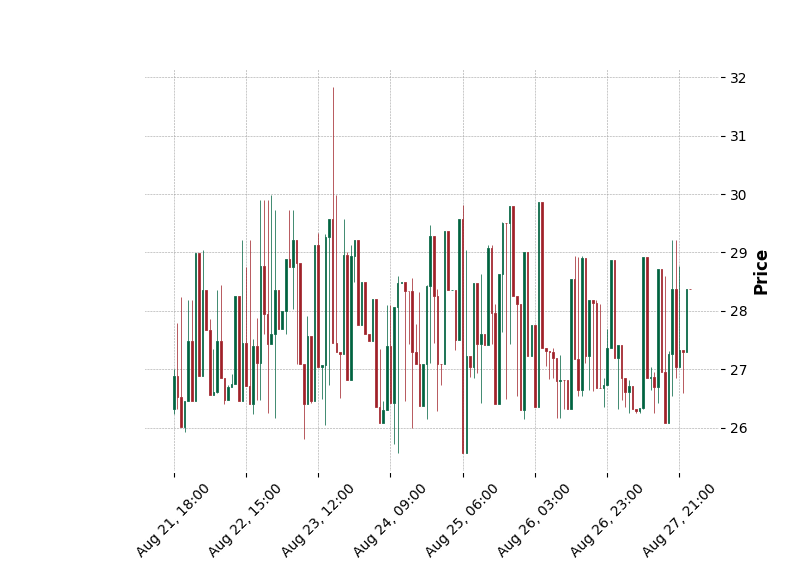 32
31
30
29
28
27
26
Price
Aug 21, 18:00
Aug 22, 15:00
Aug 23, 12:00
Aug 24, 09:00
Aug 25, 06:00
Aug 26, 03:00
Aug 26, 23:00
Aug 27, 21:00